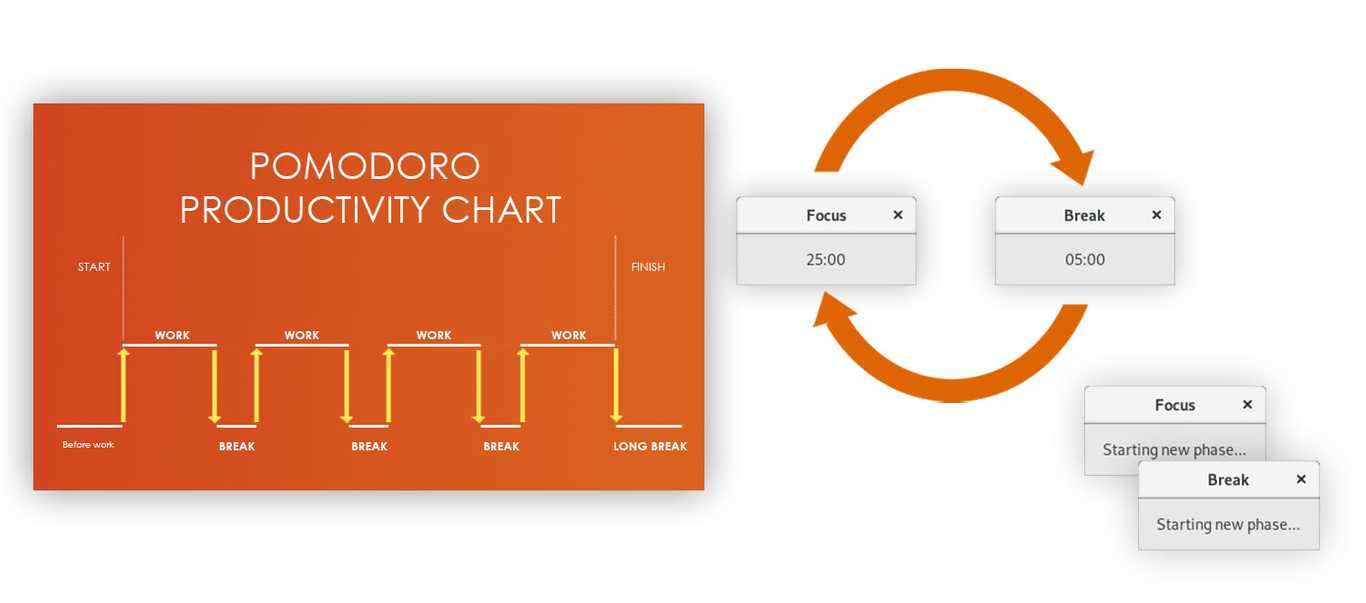 POMODORO
PRODUCTIVITY CHART
START
FINISH
WORK
WORK
WORK
WORK
Before work
BREAK
BREAK
BREAK
LONG BREAK
Focus ×
25:00
Break ×
05:00
Focus ×
Starting new phase...
Break ×
Starting new phase...